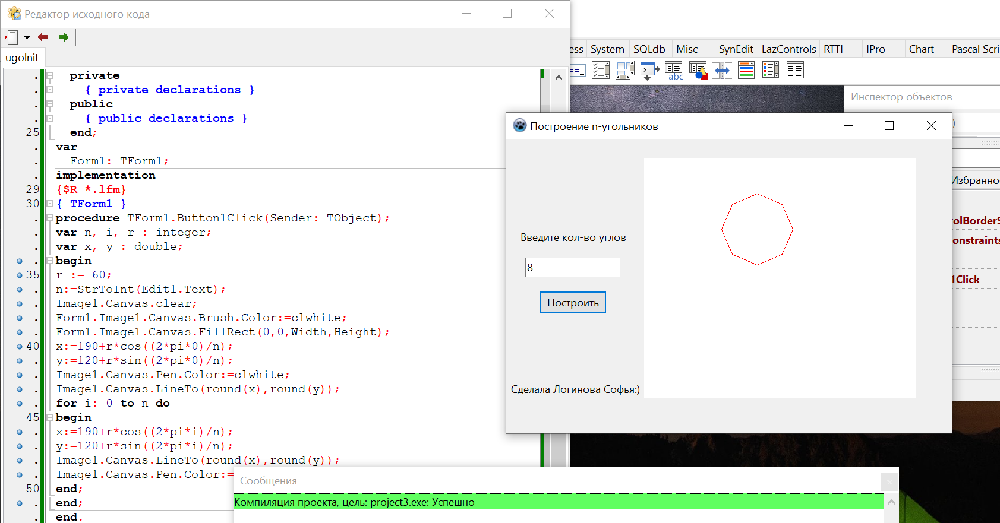 Редактор исходного кода
ugolnit
private
{ private declarations }
public
{ public declarations }
25 end;
var
Form1: TForm1;
implementation
29 {$R *.lfm}
30 { TForm1 }
procedure TForm1.Button1Click(Sender: TObject);
var n, i, r : integer;
var x, y : double;
begin
35 r := 60;
n:=StrToInt(Edit1.Text);
Image1.Canvas.clear;
Form1.Image1.Canvas.Brush.Color:=clwhite;
Form1.Image1.Canvas.FillRect(0,0,Width,Height);
40 x:=190+r*cos((2*pi*0)/n);
y:=120+r*sin((2*pi*0)/n);
Image1.Canvas.Pen.Color:=clwhite;
Image1.Canvas.LineTo(round(x),round(y));
for i:=0 to n do
45 begin
x:=190+r*cos((2*pi*i)/n);
y:=120+r*sin((2*pi*i)/n);
Image1.Canvas.LineTo(round(x),round(y));
Image1.Canvas.Pen.Color:=
50 end;
end;
end.
ess System SQLdb Misc SynEdit LazControls RTTI IPro Chart Pascal Scri
##I
abc
Инспектор объектов
)
Избранно
rolBorderS
onstraints
1Click
Построение n-угольников
Введите кол-во углов
8
Построить
Сделала Логинова Софья:)
Сообщения
Компиляция проекта, цель: project3.exe: Успешно